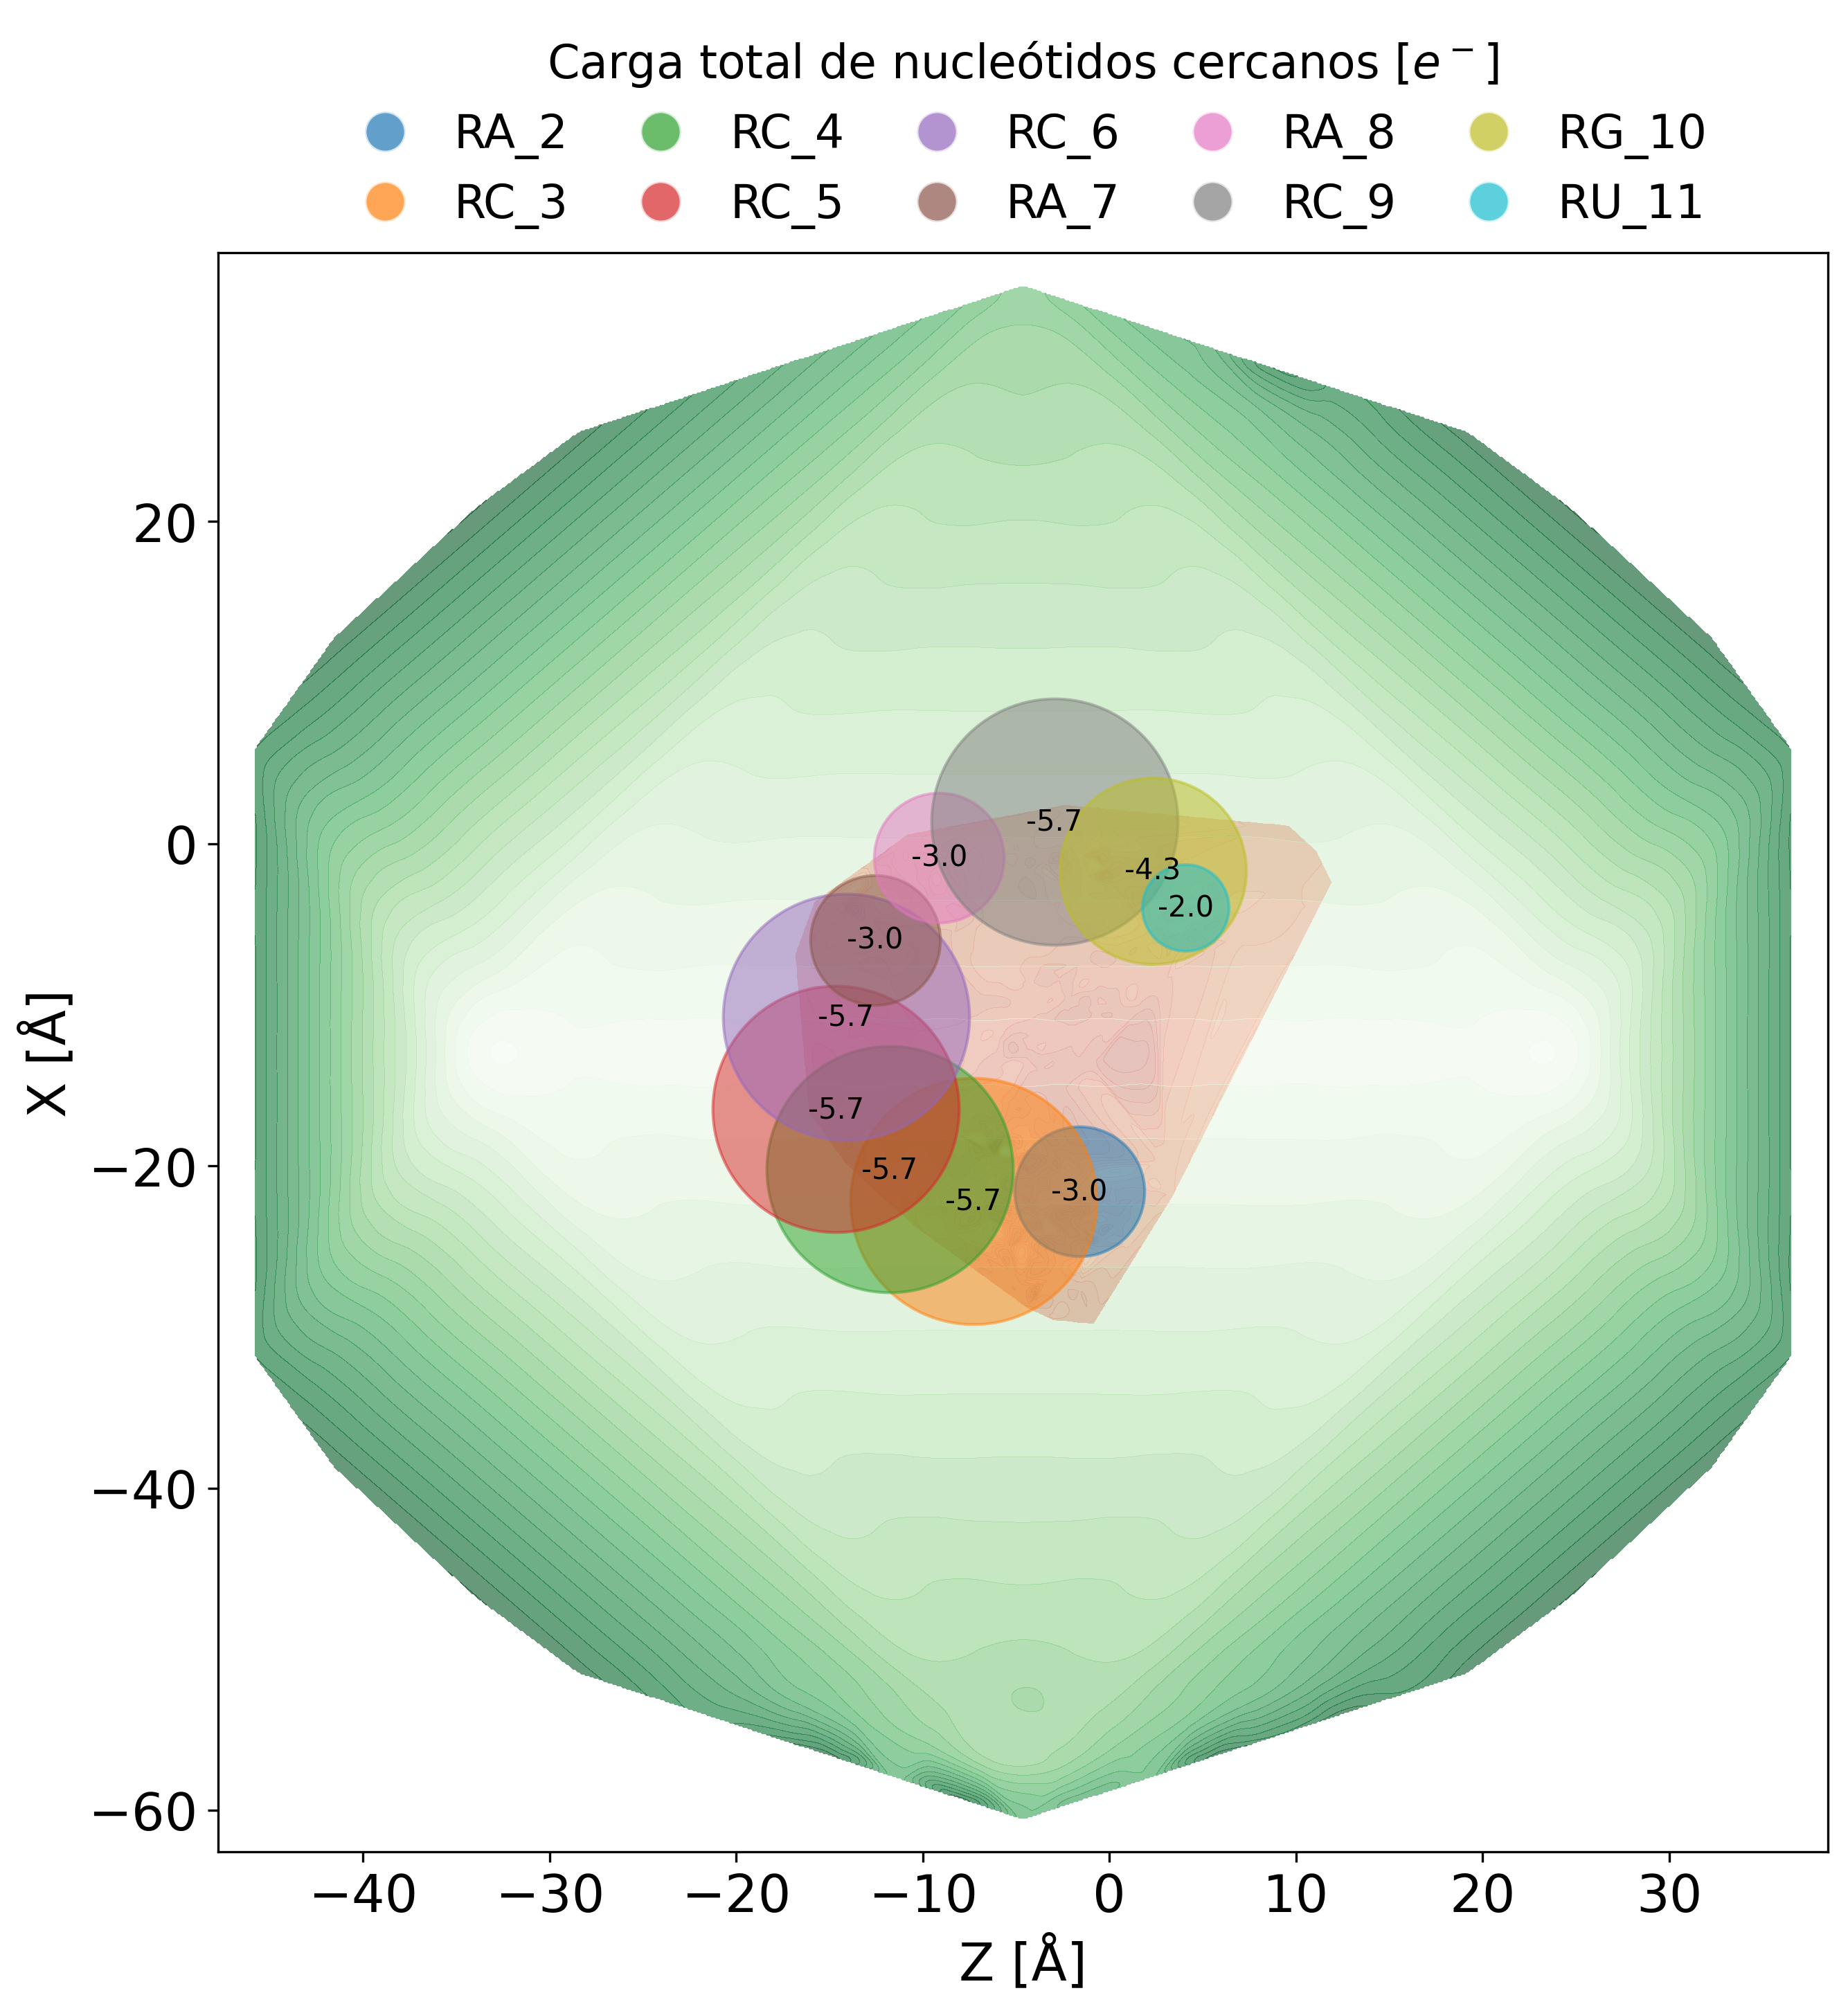 Carga total de nucleótidos cercanos [e⁻]
RA_2 RC_4 RC_6 RA_8 RG_10
RC_3 RC_5 RA_7 RC_9 RU_11
20
0
−20
−40
−60
X [Å]
-5.7
-3.0
-4.3
-2.0
-3.0
-5.7
-5.7
-5.7
-3.0
-5.7
−40 −30 −20 −10 0 10 20 30
Z [Å]